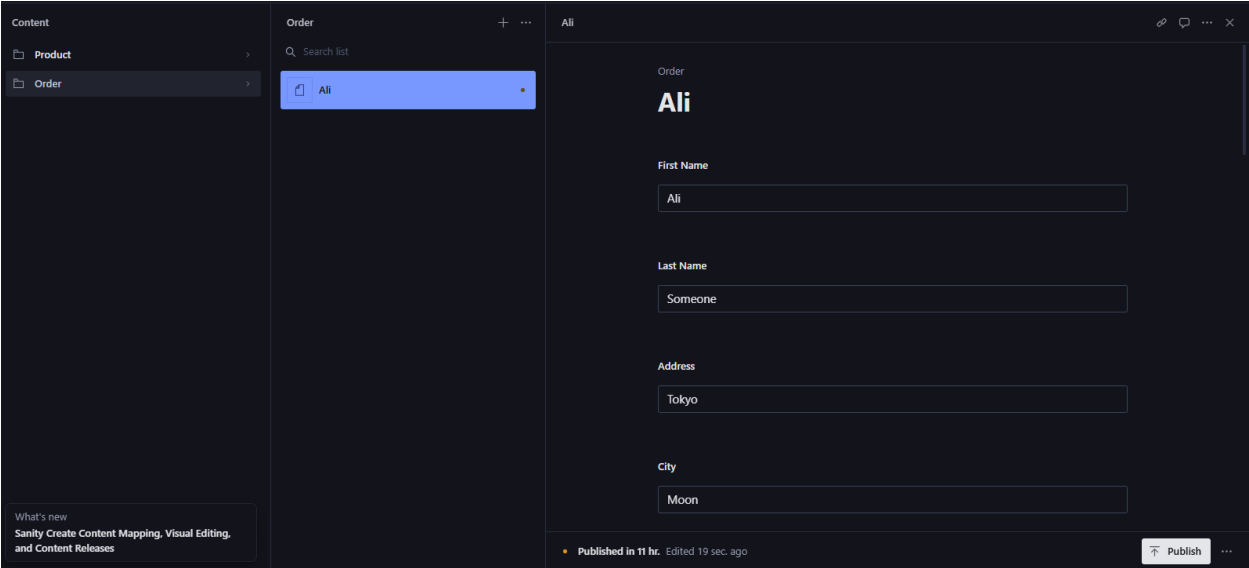 Content
Product
Order
What's new
Sanity Create Content Mapping, Visual Editing,
and Content Releases
Order
Search list
Ali
Ali
Order
Ali
First Name
Ali
Last Name
Someone
Address
Tokyo
City
Moon
Published in 11 hr. Edited 19 sec. ago
Publish